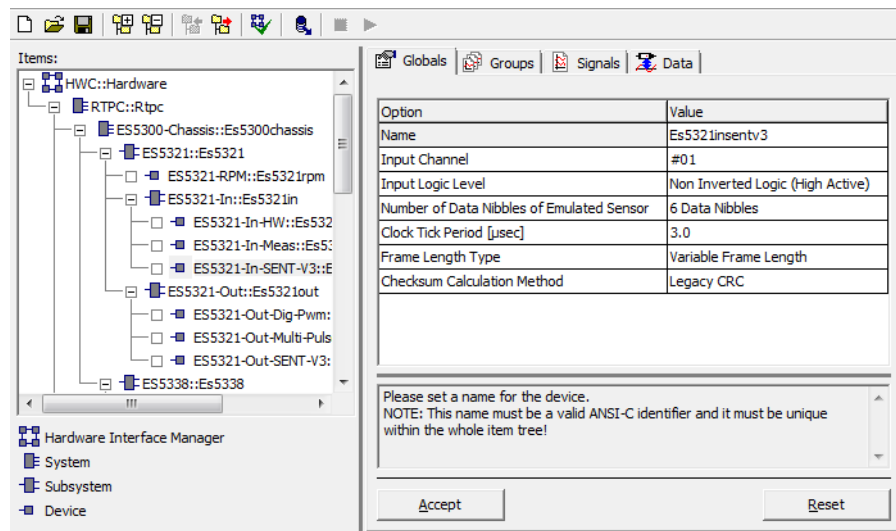 Items:
HWC::Hardware
RTPC::Rtpc
ES5300-Chassis::Es5300chassis
ES5321::Es5321
ES5321-RPM::Es5321rpm
ES5321-In::Es5321in
ES5321-In-HW::Es532
ES5321-In-Meas::Es53
ES5321-In-SENT-V3::E
ES5321-Out::Es5321out
ES5321-Out-Dig-Pwm:
ES5321-Out-Multi-Puls
ES5321-Out-SENT-V3:
ES5338::Es5338
Hardware Interface Manager
System
Subsystem
Device
Globals Groups Signals Data
Option Value
Name Es5321insentv3
Input Channel #01
Input Logic Level Non Inverted Logic (High Active)
Number of Data Nibbles of Emulated Sensor 6 Data Nibbles
Clock Tick Period [µsec] 3.0
Frame Length Type Variable Frame Length
Checksum Calculation Method Legacy CRC
Please set a name for the device.
NOTE: This name must be a valid ANSI-C identifier and it must be unique
within the whole item tree!
Accept Reset